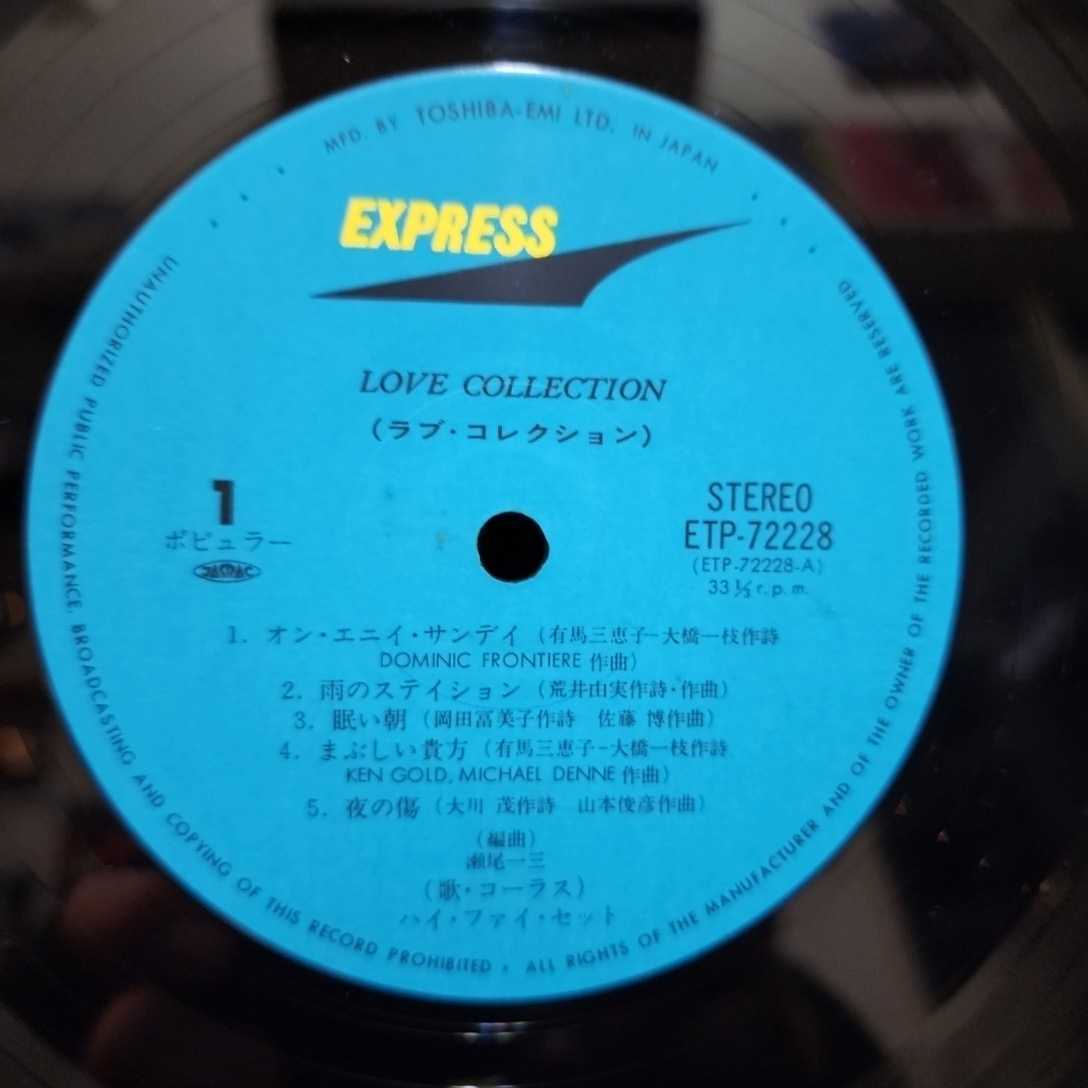 MFD. BY TOSHIBA-EMI LTD. IN JAPAN
EXPRESS
LOVE COLLECTION
(ラブ・コレクション)
1
ポピュラー
JASRAC
STEREO
ETP-72228
(ETP-72228-A)
33⅓ r.p.m.
1. オン・エニイ・サンデイ (有馬三恵子-大橋一枝作詩
DOMINIC FRONTIERE 作曲)
2. 雨のステイション (荒井由実作詩・作曲)
3. 眠い朝 (岡田冨美子作詩 佐藤 博作曲)
4. まぶしい貴方 (有馬三恵子-大橋一枝作詩
KEN GOLD, MICHAEL DENNE 作曲)
5. 夜の傷 (大川 茂作詩 山本俊彦作曲)
(編曲)
瀬尾一三
(歌・コーラス)
ハイ・ファイ・セット
UNAUTHORIZED PUBLIC PERFORMANCE, BROADCASTING AND COPYING OF THIS RECORD PROHIBITED. ALL RIGHTS OF THE MANUFACTURER AND OF THE OWNER OF THE RECORDED WORK ARE RESERVED